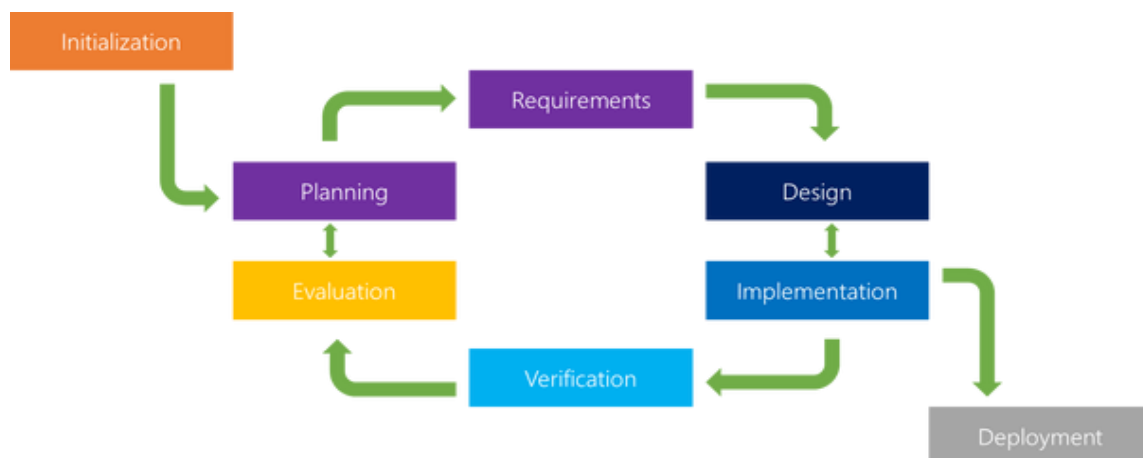 Initialization
Requirements
Planning
Design
Evaluation
Implementation
Verification
Deployment